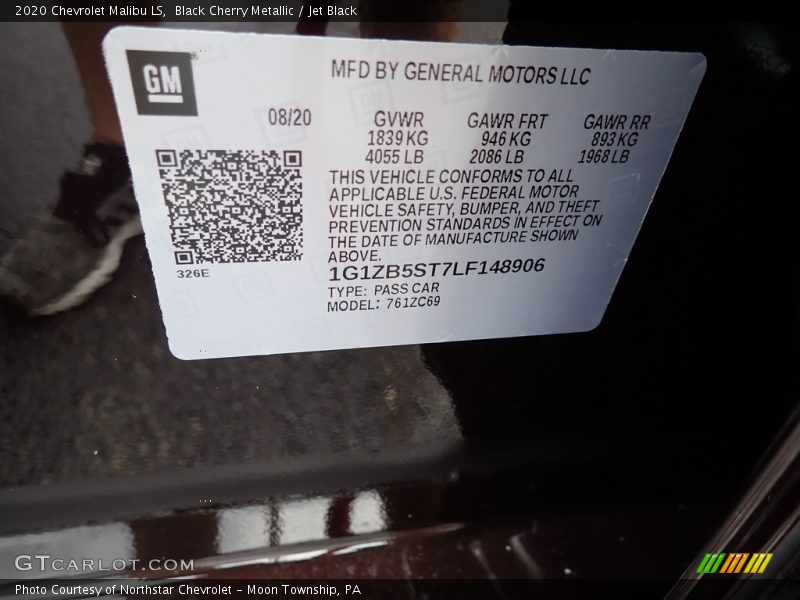 2020 Chevrolet Malibu LS, Black Cherry Metallic / Jet Black
GM
MFD BY GENERAL MOTORS LLC
08/20 GVWR GAWR FRT GAWR RR
1839 KG 946 KG 893 KG
4055 LB 2086 LB 1968 LB
THIS VEHICLE CONFORMS TO ALL
APPLICABLE U.S. FEDERAL MOTOR
VEHICLE SAFETY, BUMPER, AND THEFT
PREVENTION STANDARDS IN EFFECT ON
THE DATE OF MANUFACTURE SHOWN
ABOVE.
326E
1G1ZB5ST7LF148906
TYPE: PASS CAR
MODEL: 761ZC69
GTCARLOT.COM
Photo Courtesy of Northstar Chevrolet - Moon Township, PA